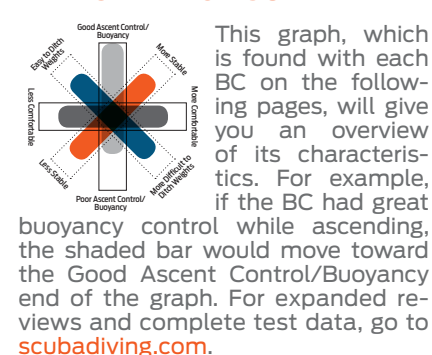 Good Ascent Control/
Buoyancy
Easy to Ditch
Weights
More Stable
Less Comfortable
More Comfortable
Less Stable
More Difficult to
Ditch Weights
Poor Ascent Control/
Buoyancy
This graph, which
is found with each
BC on the follow-
ing pages, will give
you an overview
of its characteris-
tics. For example,
if the BC had great
buoyancy control while ascending,
the shaded bar would move toward
the Good Ascent Control/Buoyancy
end of the graph. For expanded re-
views and complete test data, go to
scubadiving.com.